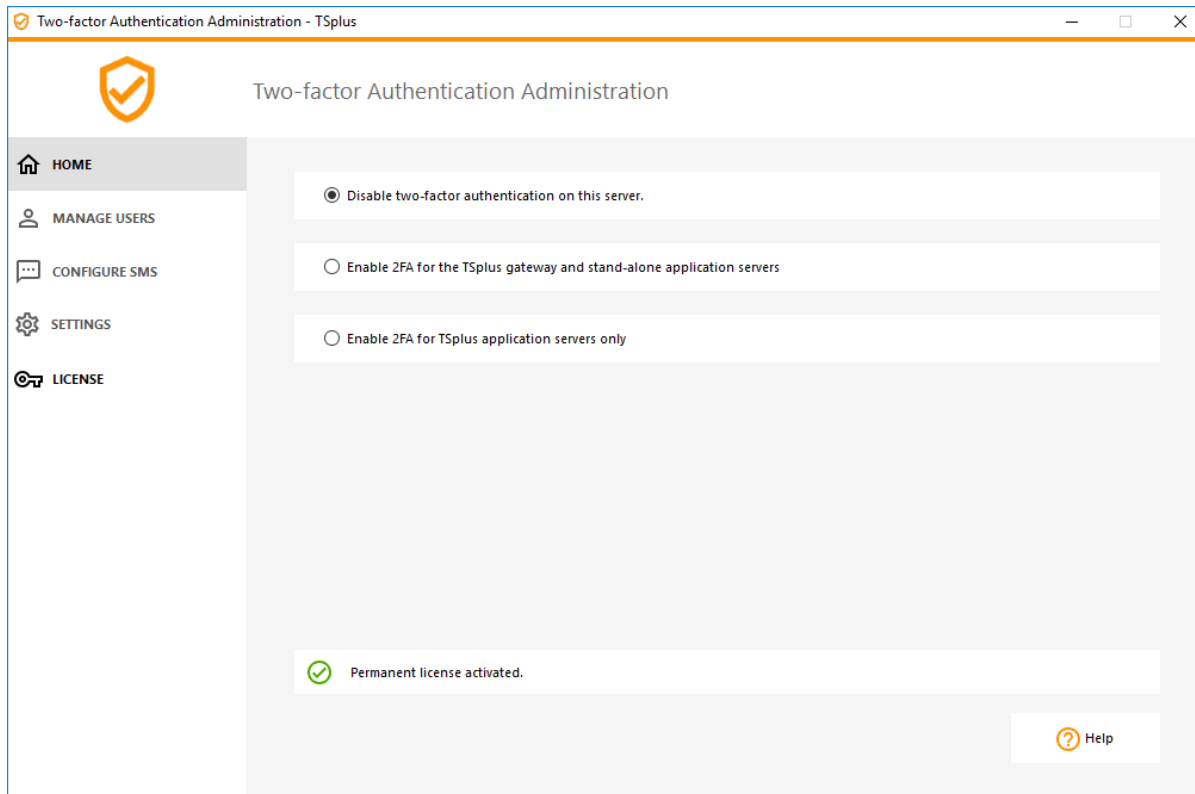 Two-factor Authentication Administration - TSplus
Two-factor Authentication Administration
HOME
MANAGE USERS
CONFIGURE SMS
SETTINGS
LICENSE
Disable two-factor authentication on this server.
Enable 2FA for the TSplus gateway and stand-alone application servers
Enable 2FA for TSplus application servers only
Permanent license activated.
Help